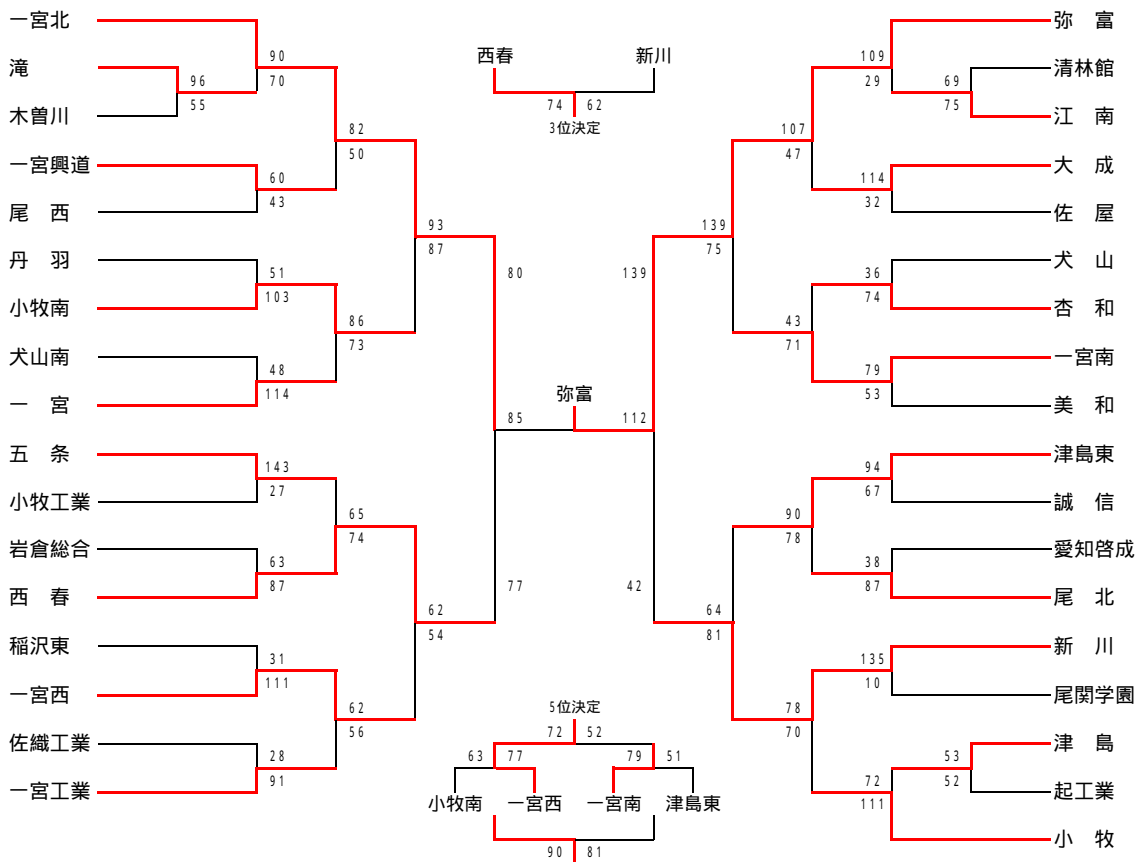 一宮北
滝
木曽川
一宮興道
尾　西
丹　羽
小牧南
犬山南
一　宮
五　条
小牧工業
岩倉総合
西　春
稲沢東
一宮西
佐織工業
一宮工業
96
55
90
70
60
43
51
103
48
114
143
27
63
87
31
111
28
91
82
50
86
73
65
74
62
56
93
87
62
54
80
77
85
西春
新川
74 62
3位決定
弥富
112
139
42
139
75
64
81
107
47
43
71
90
78
78
70
109
29
114
32
36
74
79
53
94
67
38
87
135
10
72
111
69
75
53
52
弥　富
清林館
江　南
大　成
佐　屋
犬　山
杏　和
一宮南
美　和
津島東
誠　信
愛知啓成
尾　北
新　川
尾関学園
津　島
起工業
小　牧
5位決定
72 52
63 77 79 51
小牧南 一宮西 一宮南 津島東
90 81